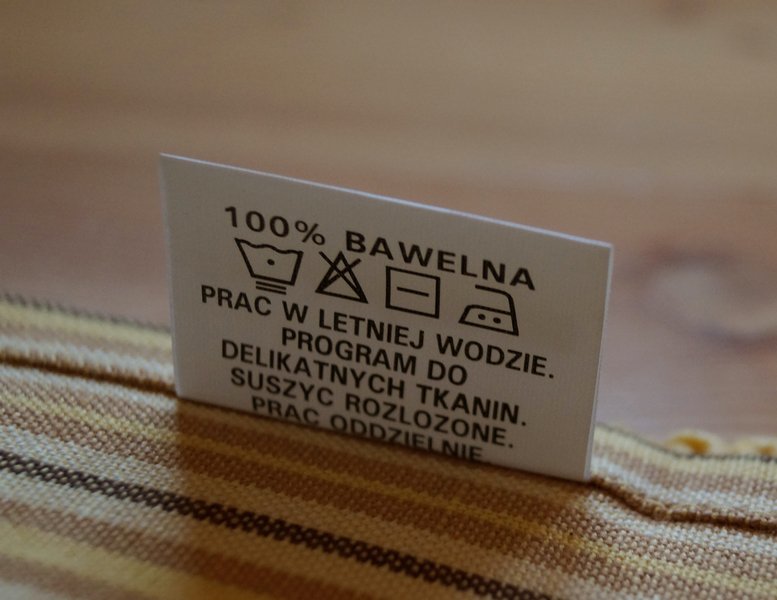 100% BAWELNA
PRAC W LETNIEJ WODZIE.
PROGRAM DO
DELIKATNYCH TKANIN.
SUSZYC ROZLOZONE.
PRAC ODDZIELNIE